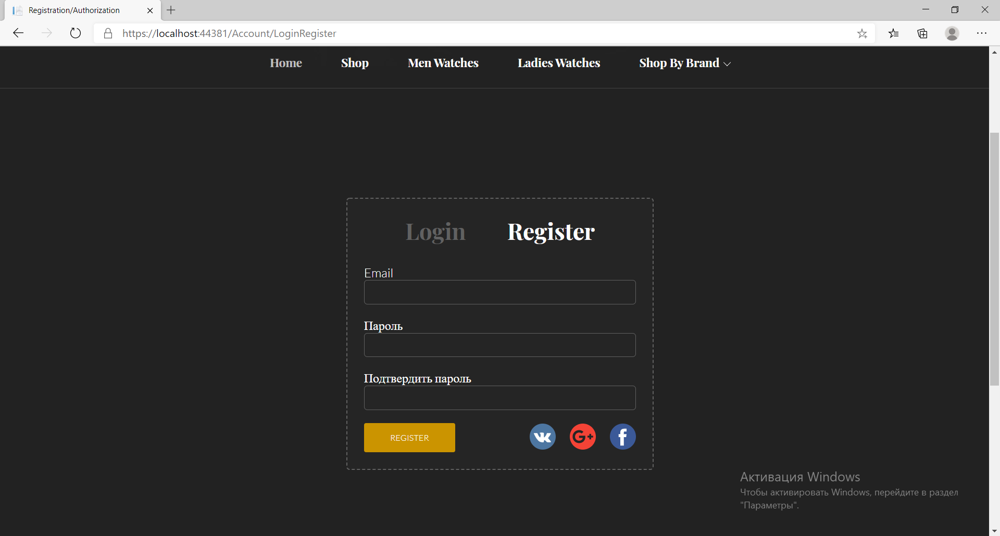 Registration/Authorization
https://localhost:44381/Account/LoginRegister
Home Shop Men Watches Ladies Watches Shop By Brand
Login Register
Email
Пароль
Подтвердить пароль
REGISTER
G+ f
Активация Windows
Чтобы активировать Windows, перейдите в раздел
"Параметры".